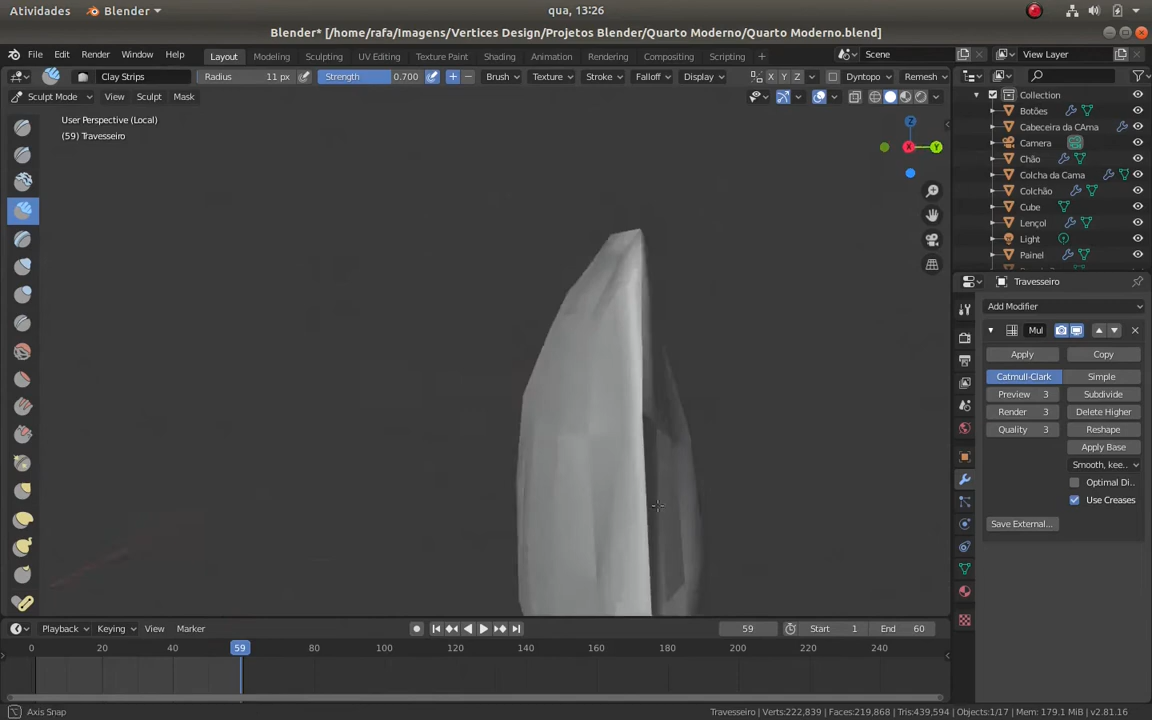 Atividades Blender qua, 13:26
Blender* [/home/rafa/Imagens/Vertices Design/Projetos Blender/Quarto Moderno/Quarto Moderno.blend]
File Edit Render Window Help Layout Modeling Sculpting UV Editing Texture Paint Shading Animation Rendering Compositing Scripting Scene View Layer
Clay Strips Radius 11 px Strength 0.700 Brush Texture Stroke Falloff Display X Y Z Dyntopo Remesh
Sculpt Mode View Sculpt Mask
User Perspective (Local)
(59) Travesseiro
Z
X Y
Collection
Botões
Cabeceira da CAma
Camera
Chão
Colcha da Cama
Colchão
Cube
Lençol
Light
Painel
Travesseiro
Add Modifier
Mul
Apply Copy
Catmull-Clark Simple
Preview 3 Subdivide
Render 3 Delete Higher
Quality 3 Reshape
Apply Base
Smooth, kee..
Optimal Di..
Use Creases
Save External...
Playback Keying View Marker 59 Start 1 End 60
0 20 40 59 80 100 120 140 160 180 200 220 240
Axis Snap Travesseiro | Verts:222,839 | Faces:219,868 | Tris:439,594 | Objects:1/17 | Mem: 179.1 MiB | v2.81.16